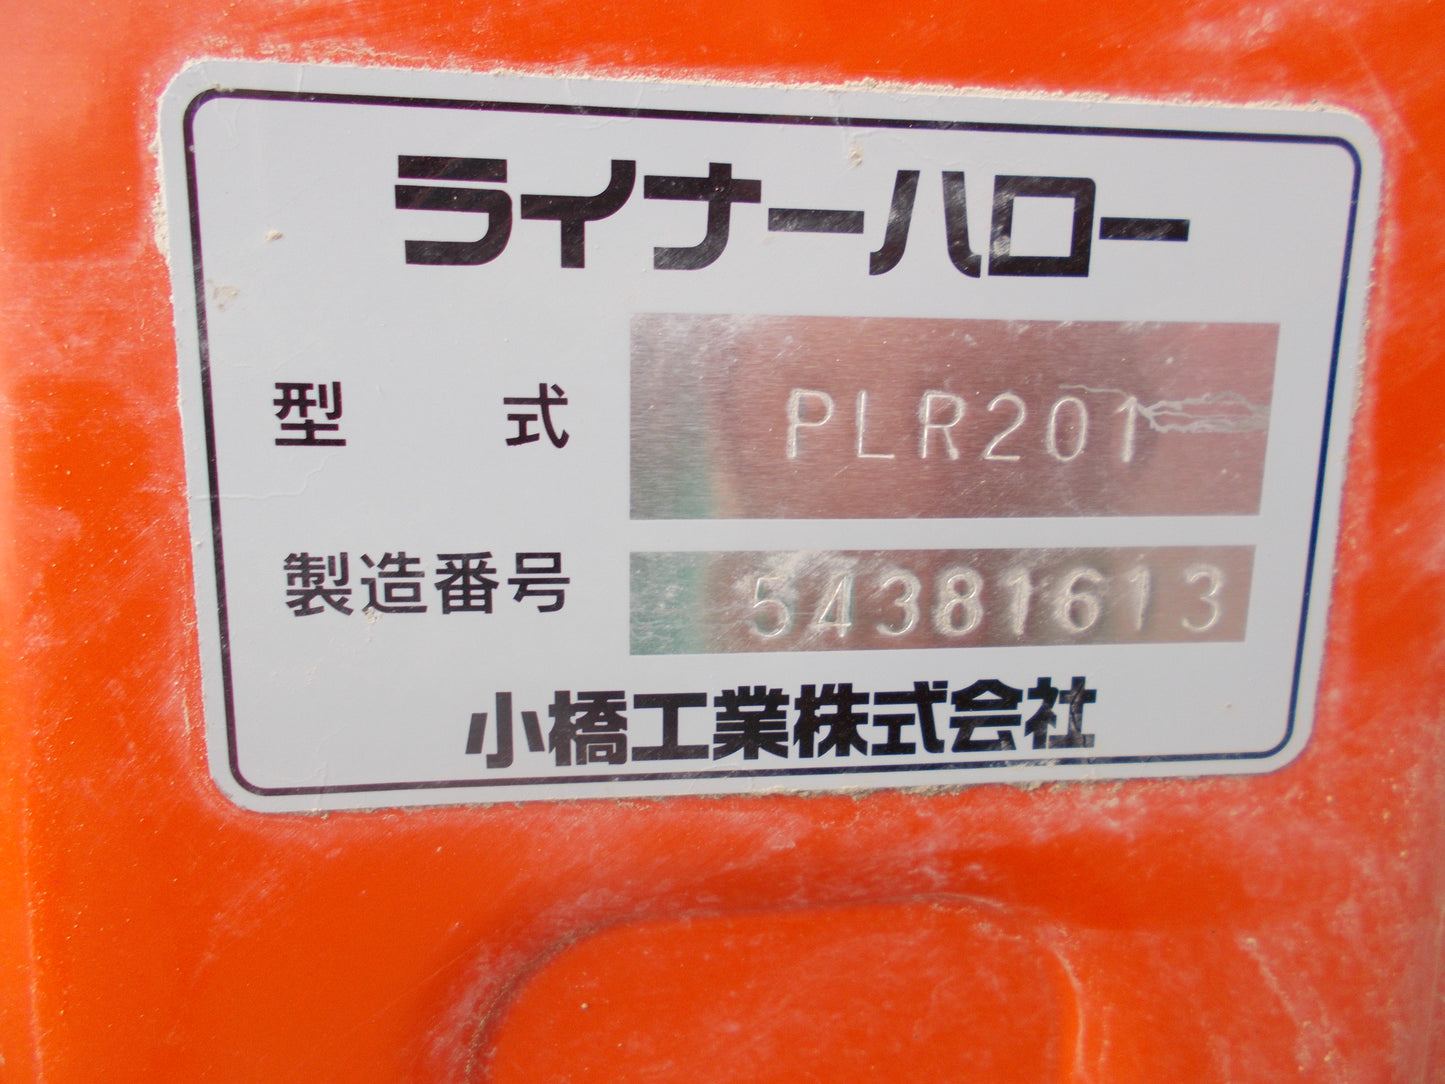 ライナーハロー
型式 PLR201
製造番号 54381613
小橋工業株式会社